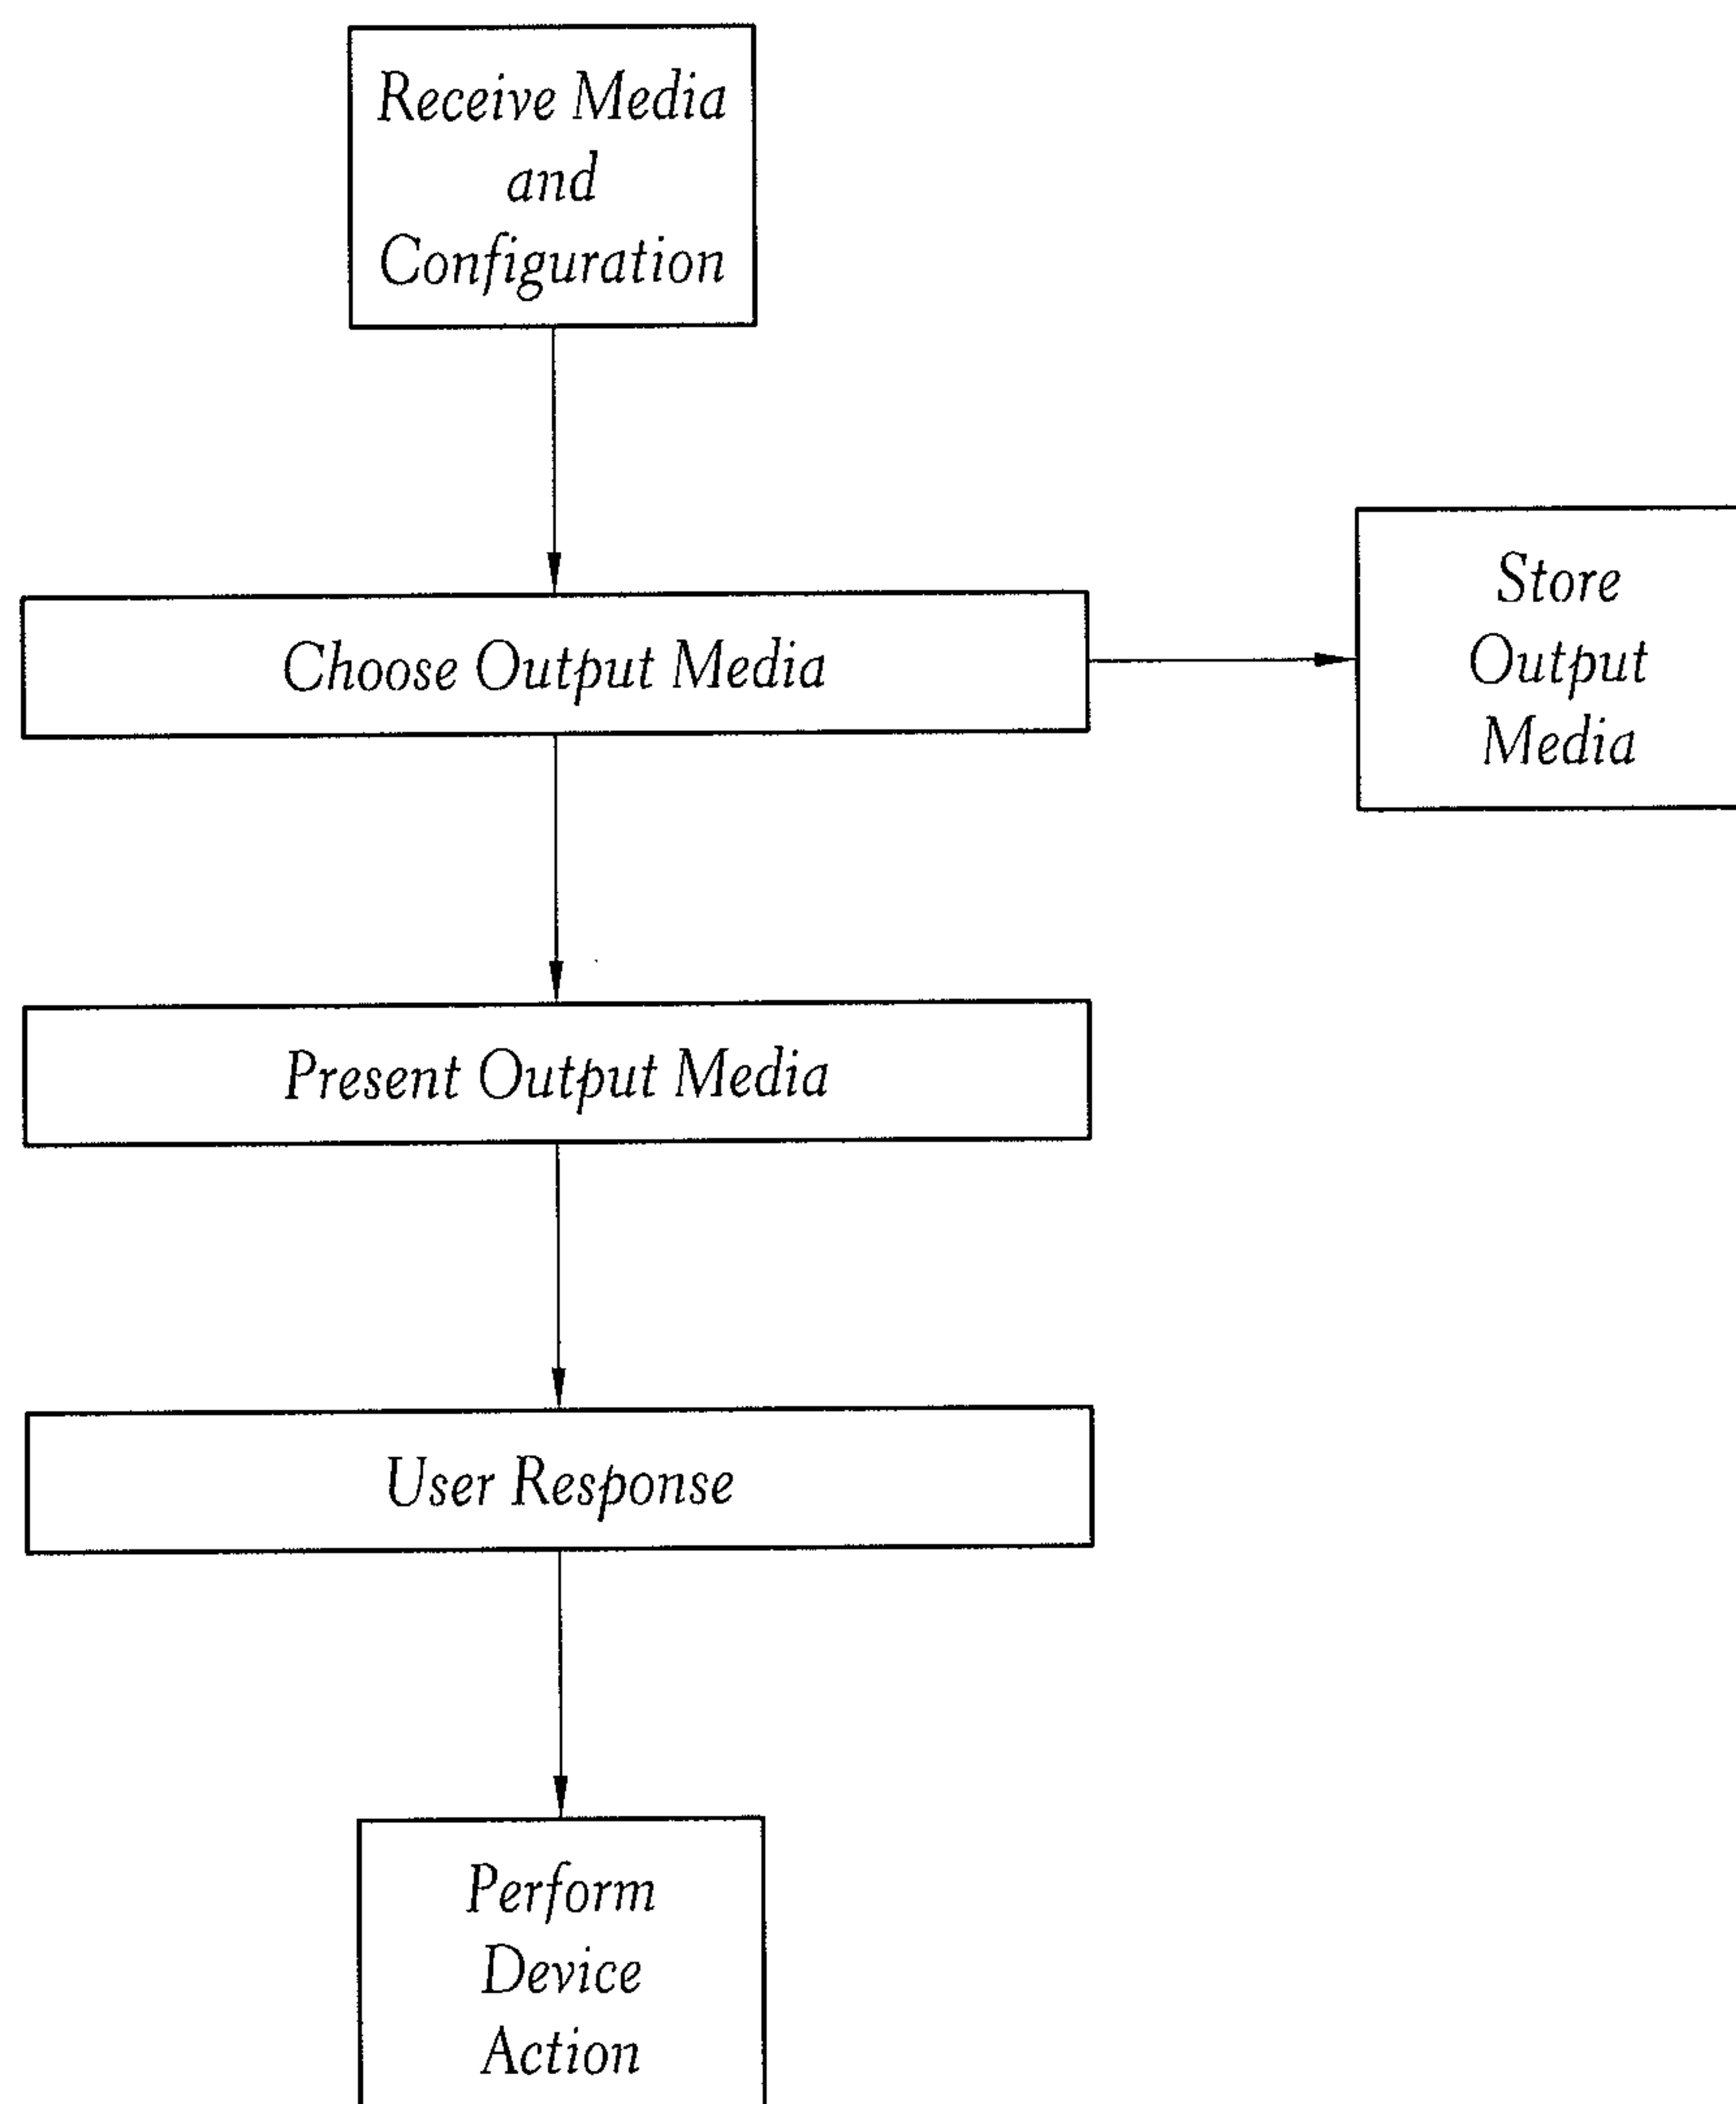 Receive Media
and
Configuration
Choose Output Media
Store
Output
Media
Present Output Media
User Response
Perform
Device
Action